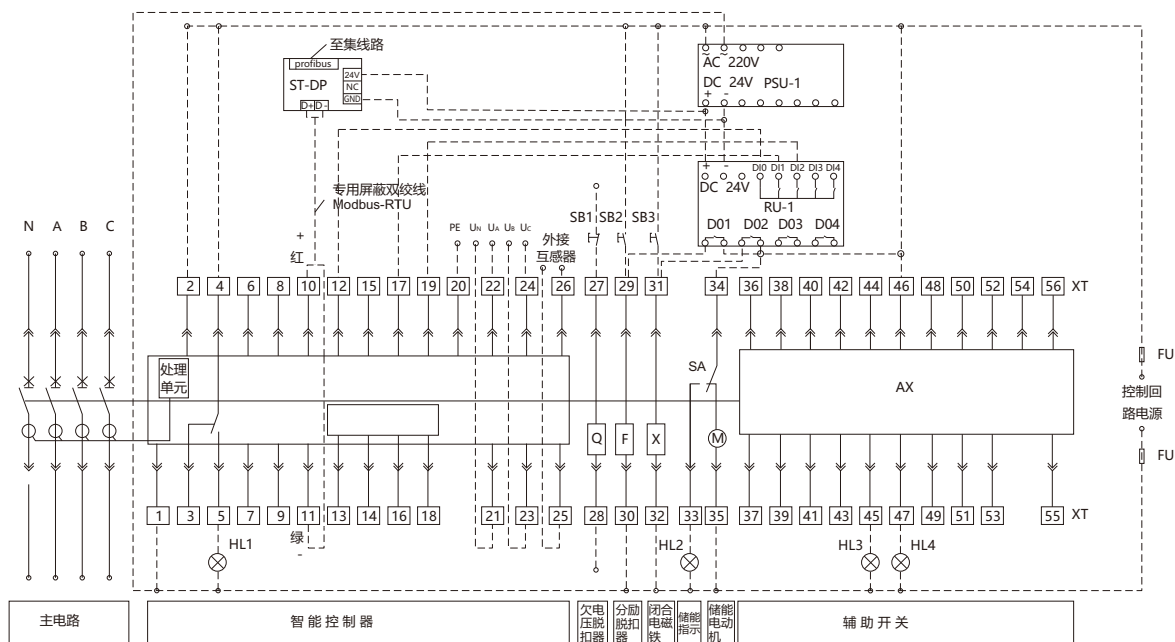 至集线路
profibus
ST-DP
24V
NC
GND
D+ D-
AC 220V
DC 24V PSU-1
+ -
+ -
DC 24V
DI0 DI1 DI2 DI3 DI4
RU-1
D01 D02 D03 D04
专用屏蔽双绞线
Modbus-RTU
N A B C
+
红
PE UN UA UB UC
外接
互感器
SB1 SB2 SB3
2 4 6 8 10 12 15 17 19 20 22 24 26 27 29 31 34 36 38 40 42 44 46 48 50 52 54 56 XT
处理
单元
SA
AX
FU
控制回
路电源
FU
Q F X M
1 3 5 7 9 11 13 14 16 18 21 23 25 28 30 32 33 35 37 39 41 43 45 47 49 51 53 55 XT
绿
-
HL1 HL2 HL3 HL4
主电路
智能控制器
欠电
压脱
扣器
分励
脱扣
器
闭合
电磁
铁
储能
指示
储能
电动
机
辅助开关